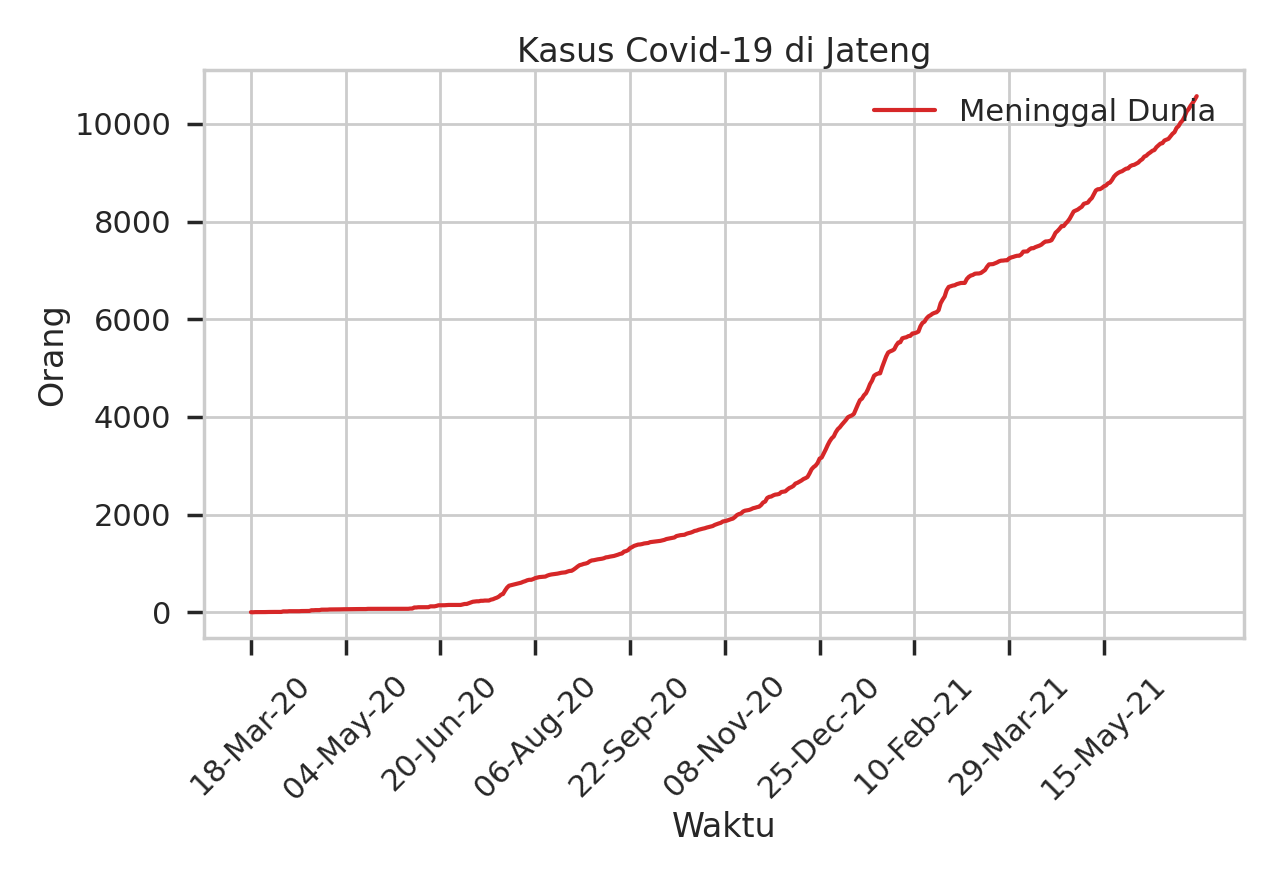 Kasus Covid-19 di Jateng
Meninggal Dunia
Orang
10000
8000
6000
4000
2000
0
18-Mar-20
04-May-20
20-Jun-20
06-Aug-20
22-Sep-20
08-Nov-20
25-Dec-20
10-Feb-21
29-Mar-21
15-May-21
Waktu